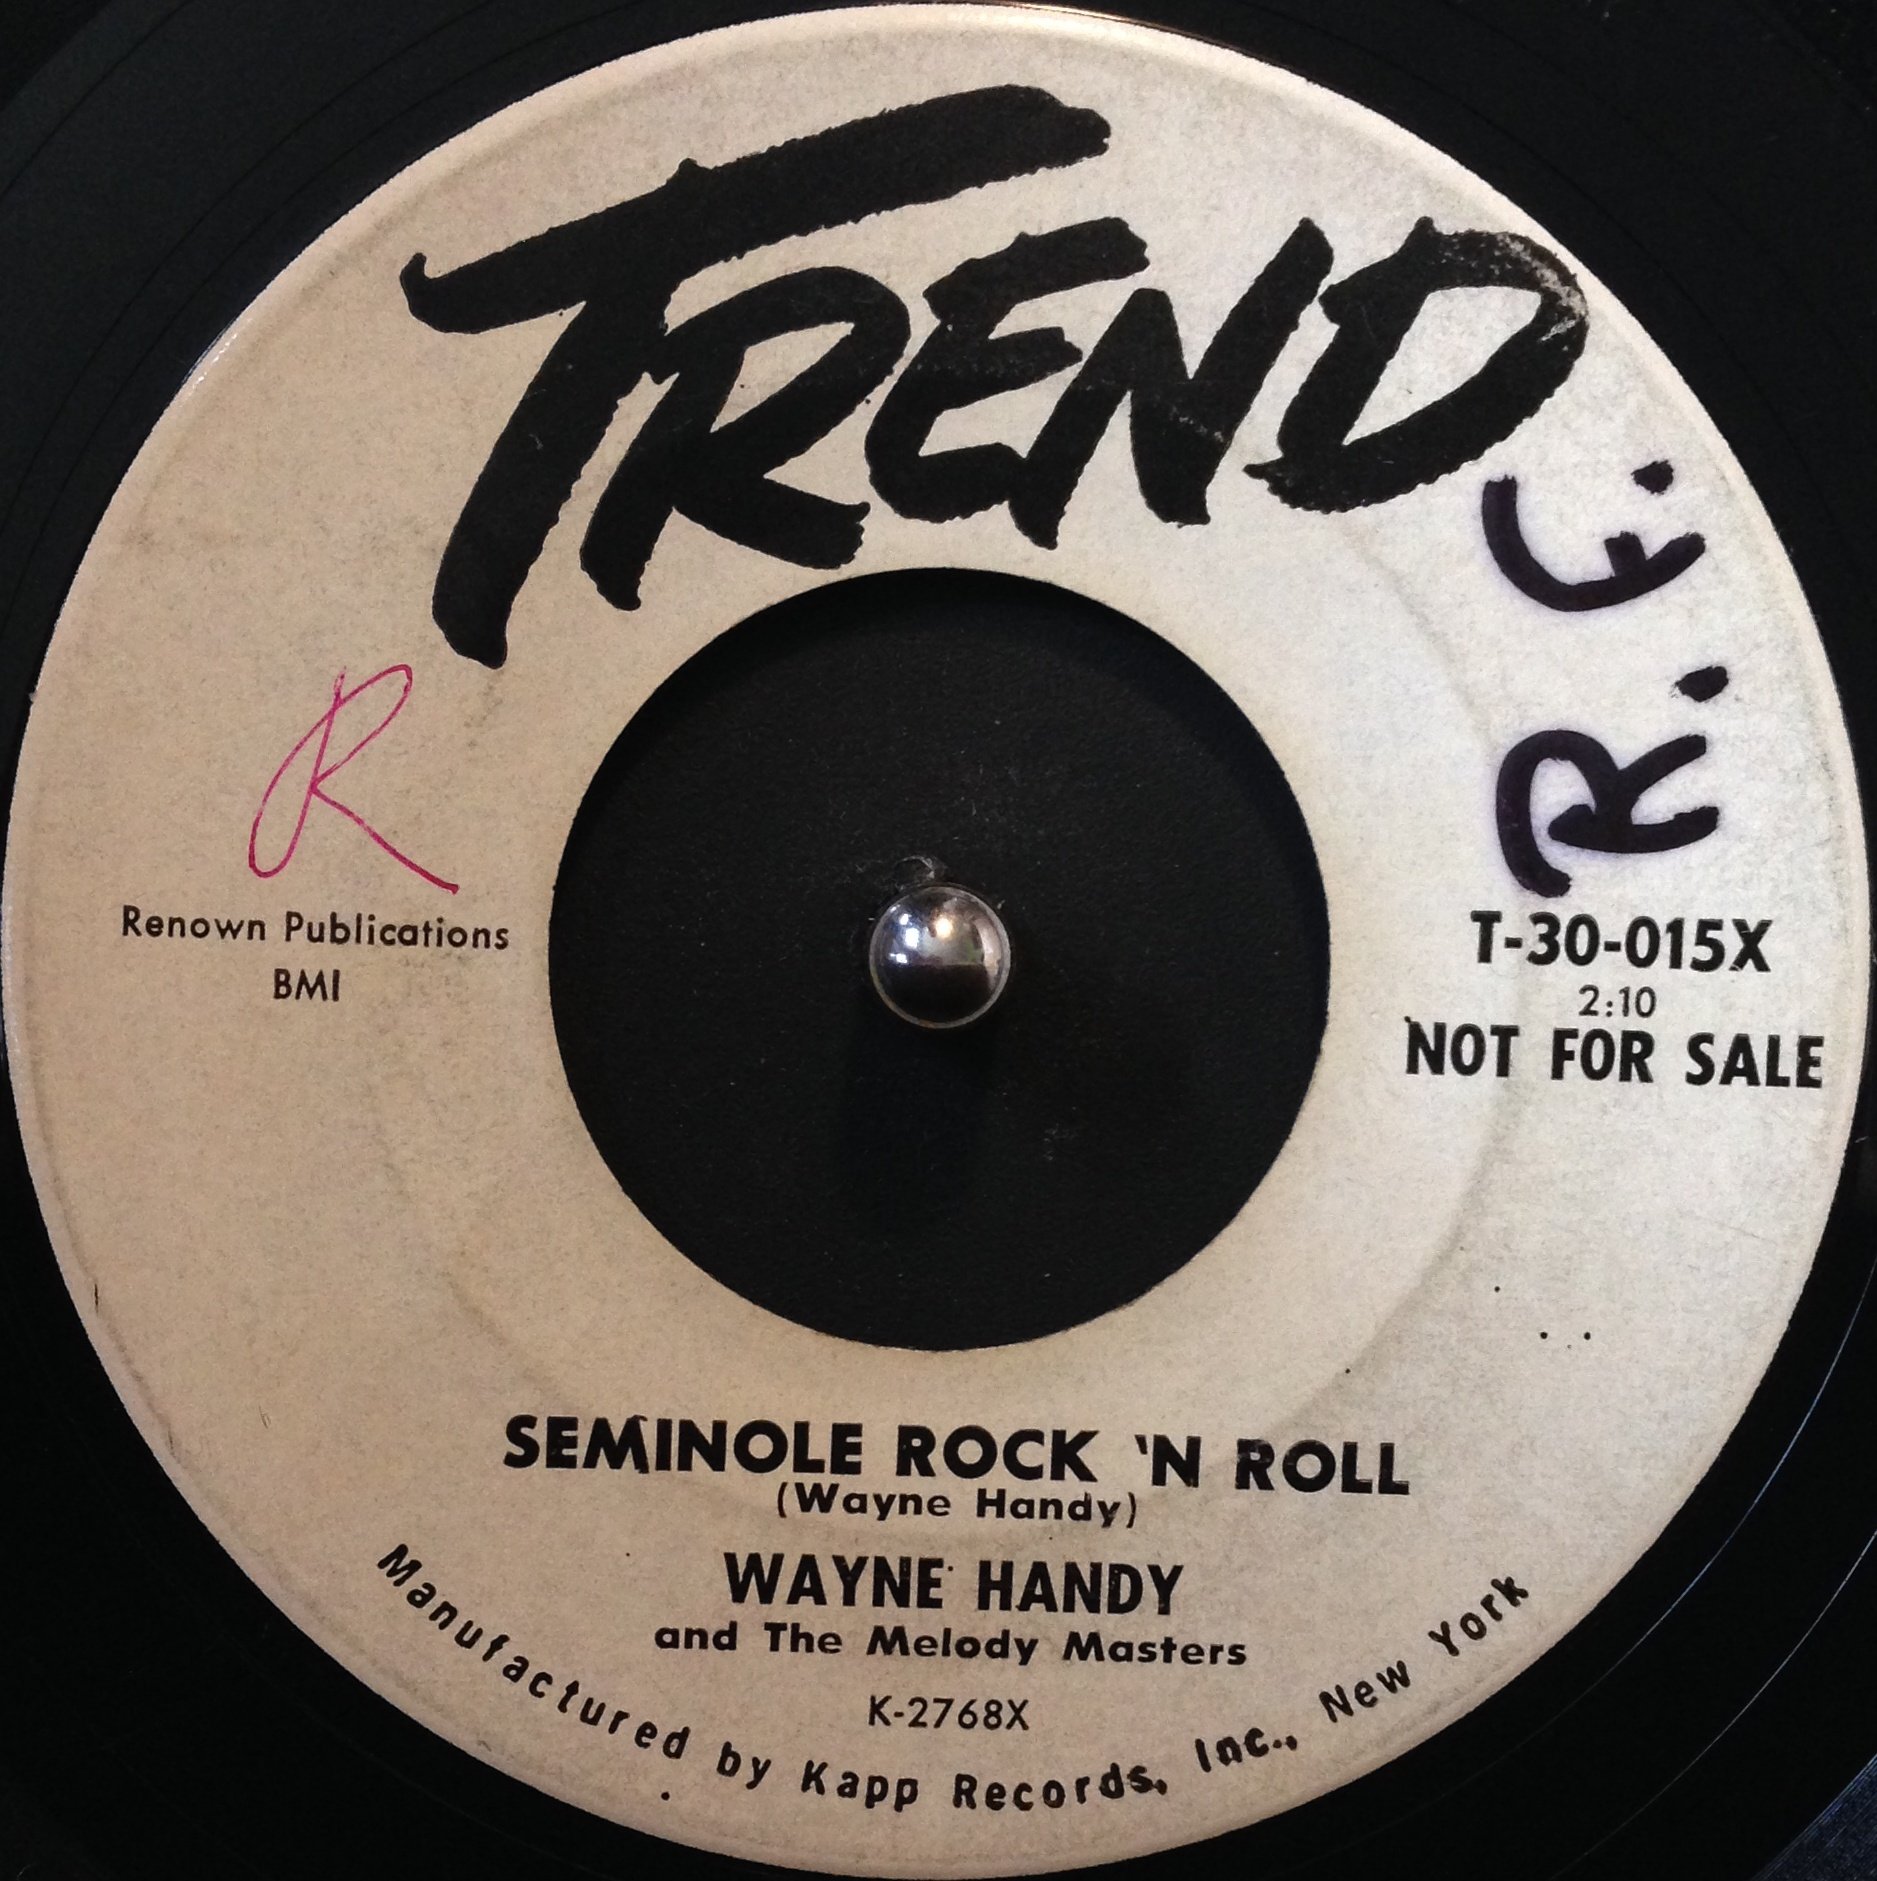 TREND
R. F.
R
Renown Publications
BMI
T-30-015X
2:10
NOT FOR SALE
SEMINOLE ROCK 'N ROLL
(Wayne Handy)
WAYNE HANDY
and The Melody Masters
K-2768X
Manufactured by Kapp Records, Inc., New York